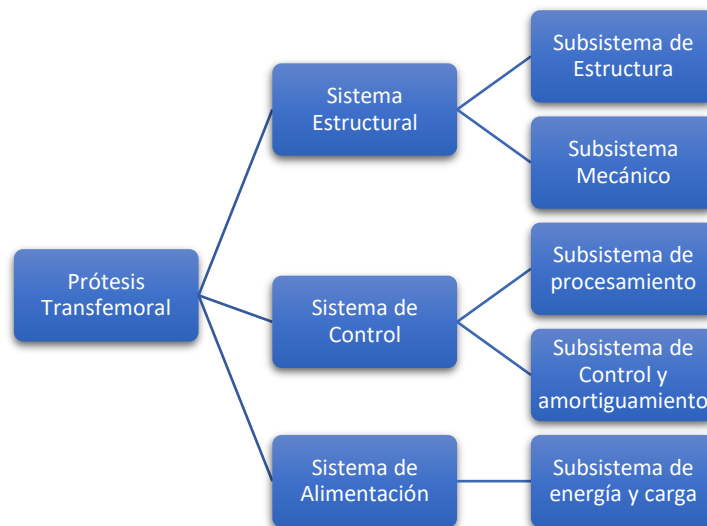 Prótesis
Transfemoral
Sistema
Estructural
Subsistema de
Estructura
Subsistema
Mecánico
Sistema de
Control
Subsistema de
procesamiento
Subsistema de
Control y
amortiguamiento
Sistema de
Alimentación
Subsistema de
energía y carga